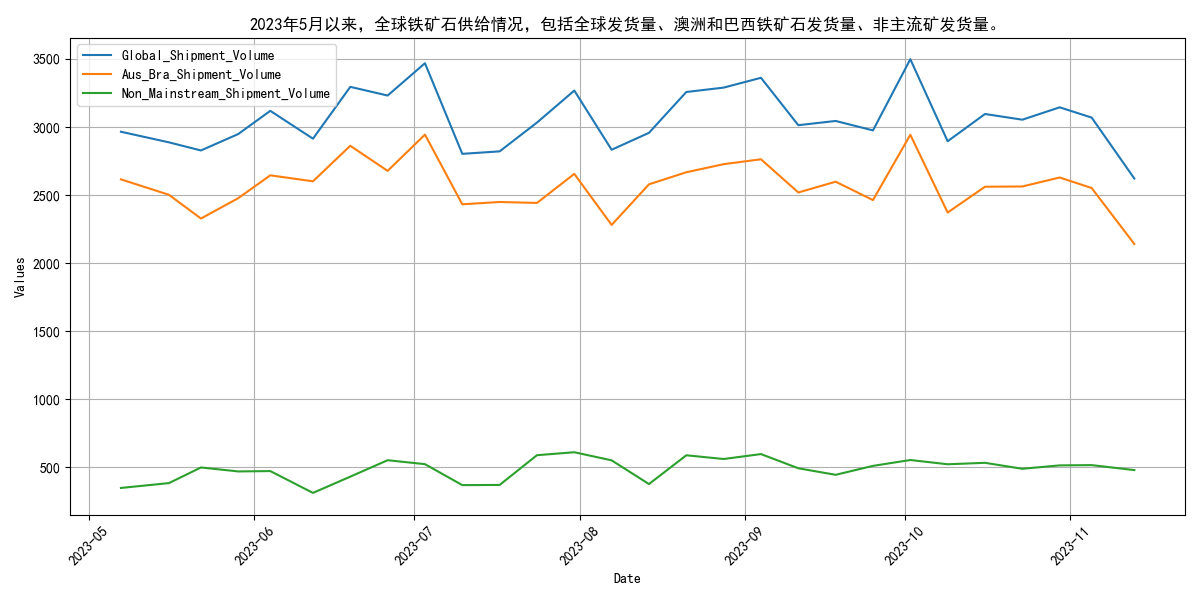 2023年5月以来，全球铁矿石供给情况，包括全球发货量、澳洲和巴西铁矿石发货量、非主流矿发货量。
Global_Shipment_Volume
Aus_Bra_Shipment_Volume
Non_Mainstream_Shipment_Volume
3500
3000
2500
2000
1500
1000
500
Values
2023-05
2023-06
2023-07
2023-08
2023-09
2023-10
2023-11
Date